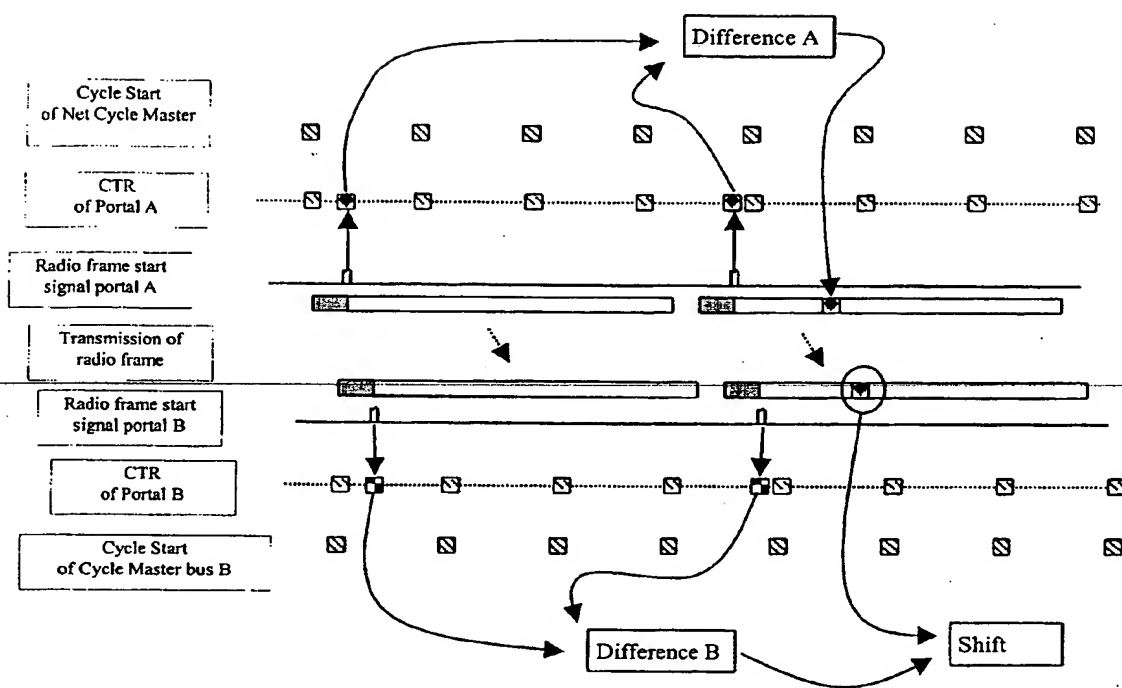 Difference A
Cycle Start
of Net Cycle Master
CTR
of Portal A
Radio frame start
signal portal A
Transmission of
radio frame
Radio frame start
signal portal B
CTR
of Portal B
Cycle Start
of Cycle Master bus B
Difference B
Shift